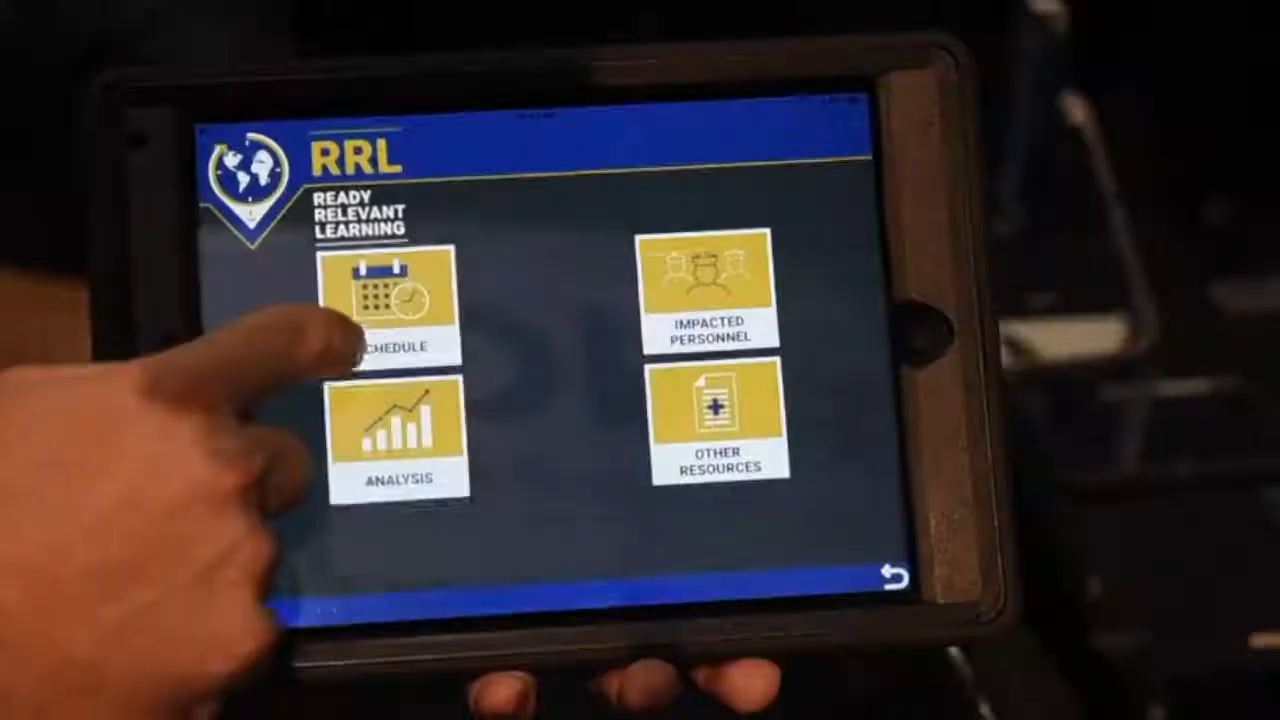 RRL
READY
RELEVANT
LEARNING
CHEDULE
IMPACTED
PERSONNEL
ANALYSIS
OTHER
RESOURCES